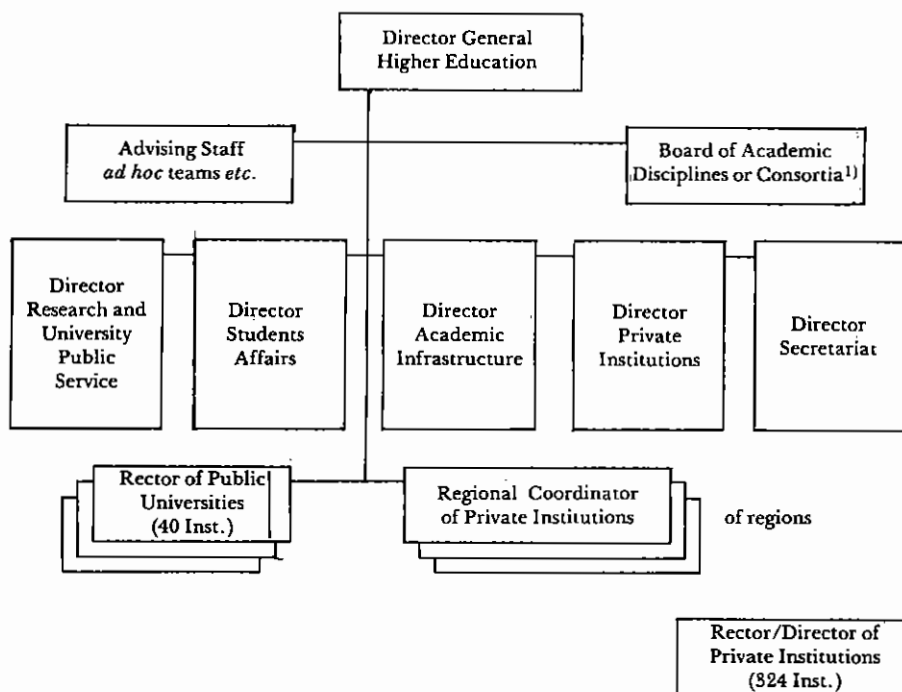 Director General
Higher Education
Advising Staff
ad hoc teams etc.
Board of Academic
Disciplines or Consortia1)
Director
Research and
University
Public
Service
Director
Students
Affairs
Director
Academic
Infrastructure
Director
Private
Institutions
Director
Secretariat
Rector of Public
Universities
(40 Inst.)
Regional Coordinator
of Private Institutions
of regions
Rector/Director of
Private Institutions
(324 Inst.)